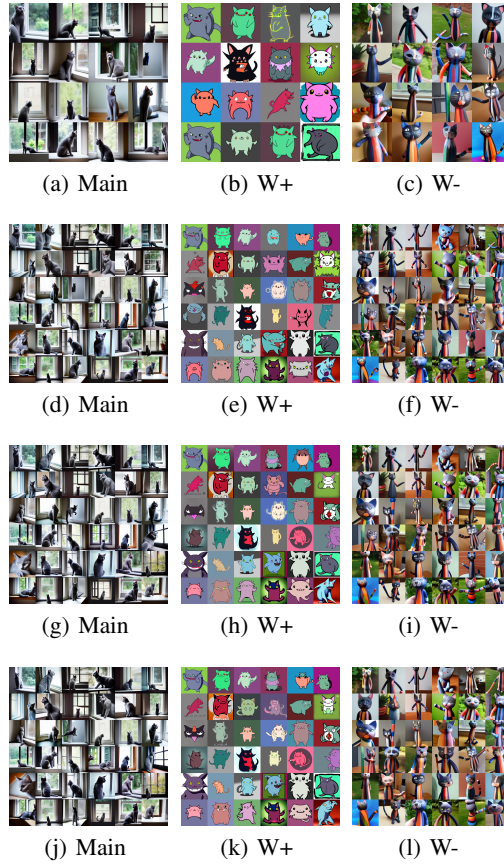 (a) Main
(b) W+
(c) W-
(d) Main
(e) W+
(f) W-
(g) Main
(h) W+
(i) W-
(j) Main
(k) W+
(l) W-